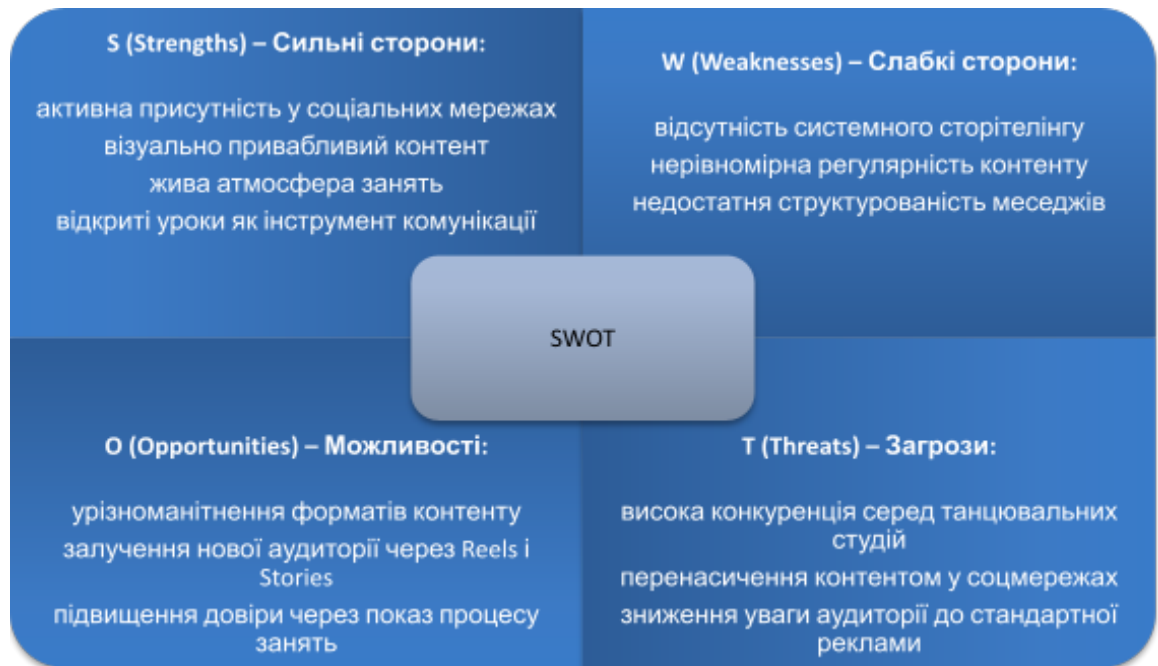 S (Strengths) – Сильні сторони:
активна присутність у соціальних мережах
візуально привабливий контент
жива атмосфера занять
відкриті уроки як інструмент комунікації
W (Weaknesses) – Слабкі сторони:
відсутність системного сторітелінгу
нерівномірна регулярність контенту
недостатня структурованість меседжів
SWOT
O (Opportunities) – Можливості:
урізноманітнення форматів контенту
залучення нової аудиторії через Reels і
Stories
підвищення довіри через показ процесу
занять
T (Threats) – Загрози:
висока конкуренція серед танцювальних
студій
перенасичення контентом у соцмережах
зниження уваги аудиторії до стандартної
реклами